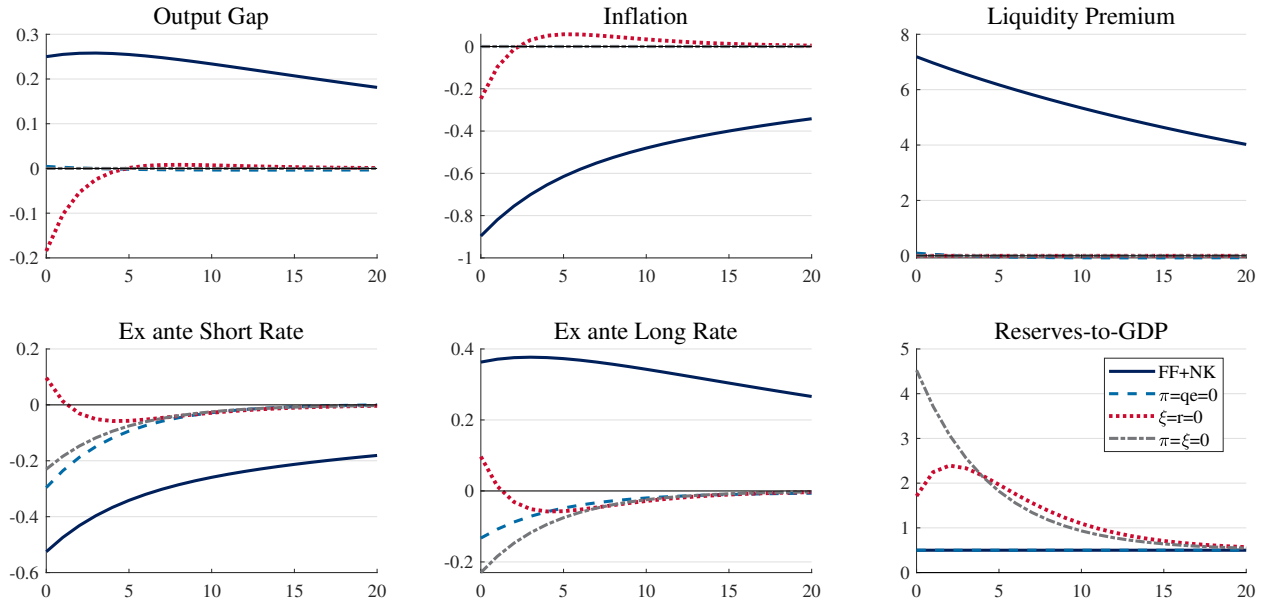 Output Gap
0.3
0.2
0.1
0
-0.1
-0.2
0 5 10 15 20
Inflation
0
-0.2
-0.4
-0.6
-0.8
-1
0 5 10 15 20
Liquidity Premium
8
6
4
2
0
0 5 10 15 20
Ex ante Short Rate
0.2
0
-0.2
-0.4
-0.6
0 5 10 15 20
Ex ante Long Rate
0.4
0.2
0
-0.2
0 5 10 15 20
Reserves-to-GDP
5
4
3
2
1
0
FF+NK
π=qe=0
ξ=r=0
π=ξ=0
0 5 10 15 20